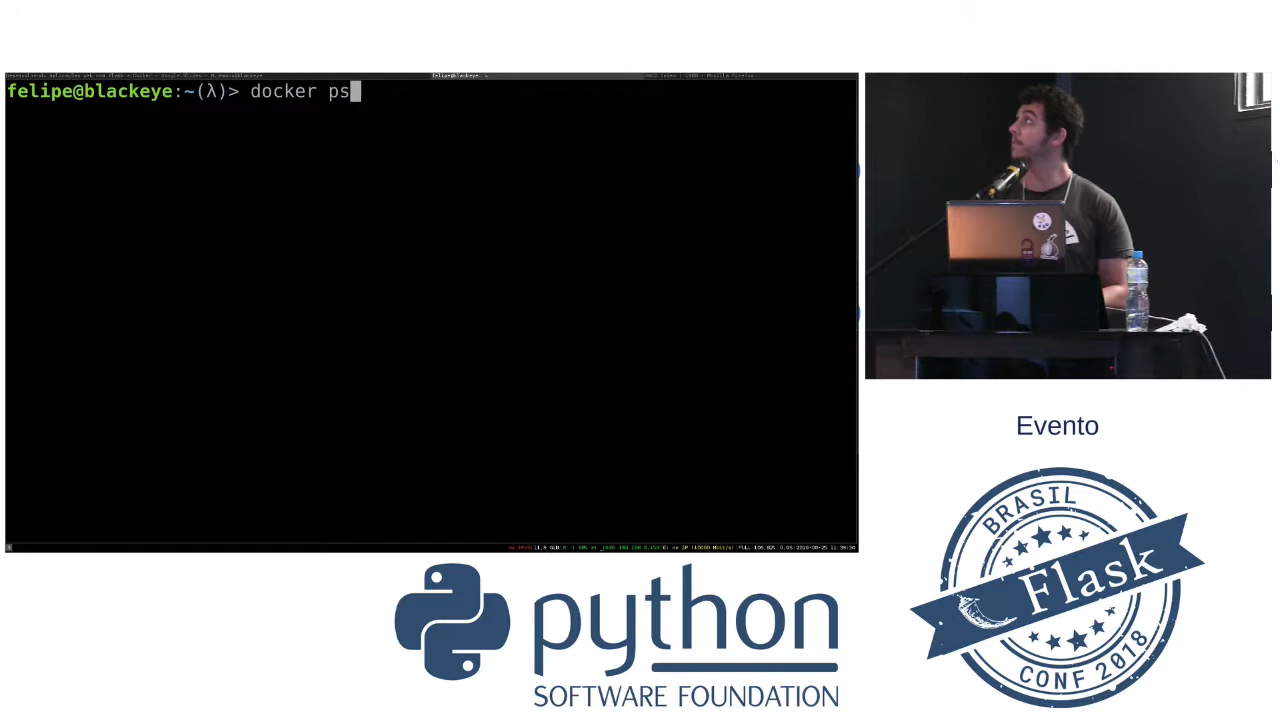 felipe@blackeye:~(λ)> docker ps
Evento
BRASIL
Flask
CONF 2018
python
SOFTWARE FOUNDATION